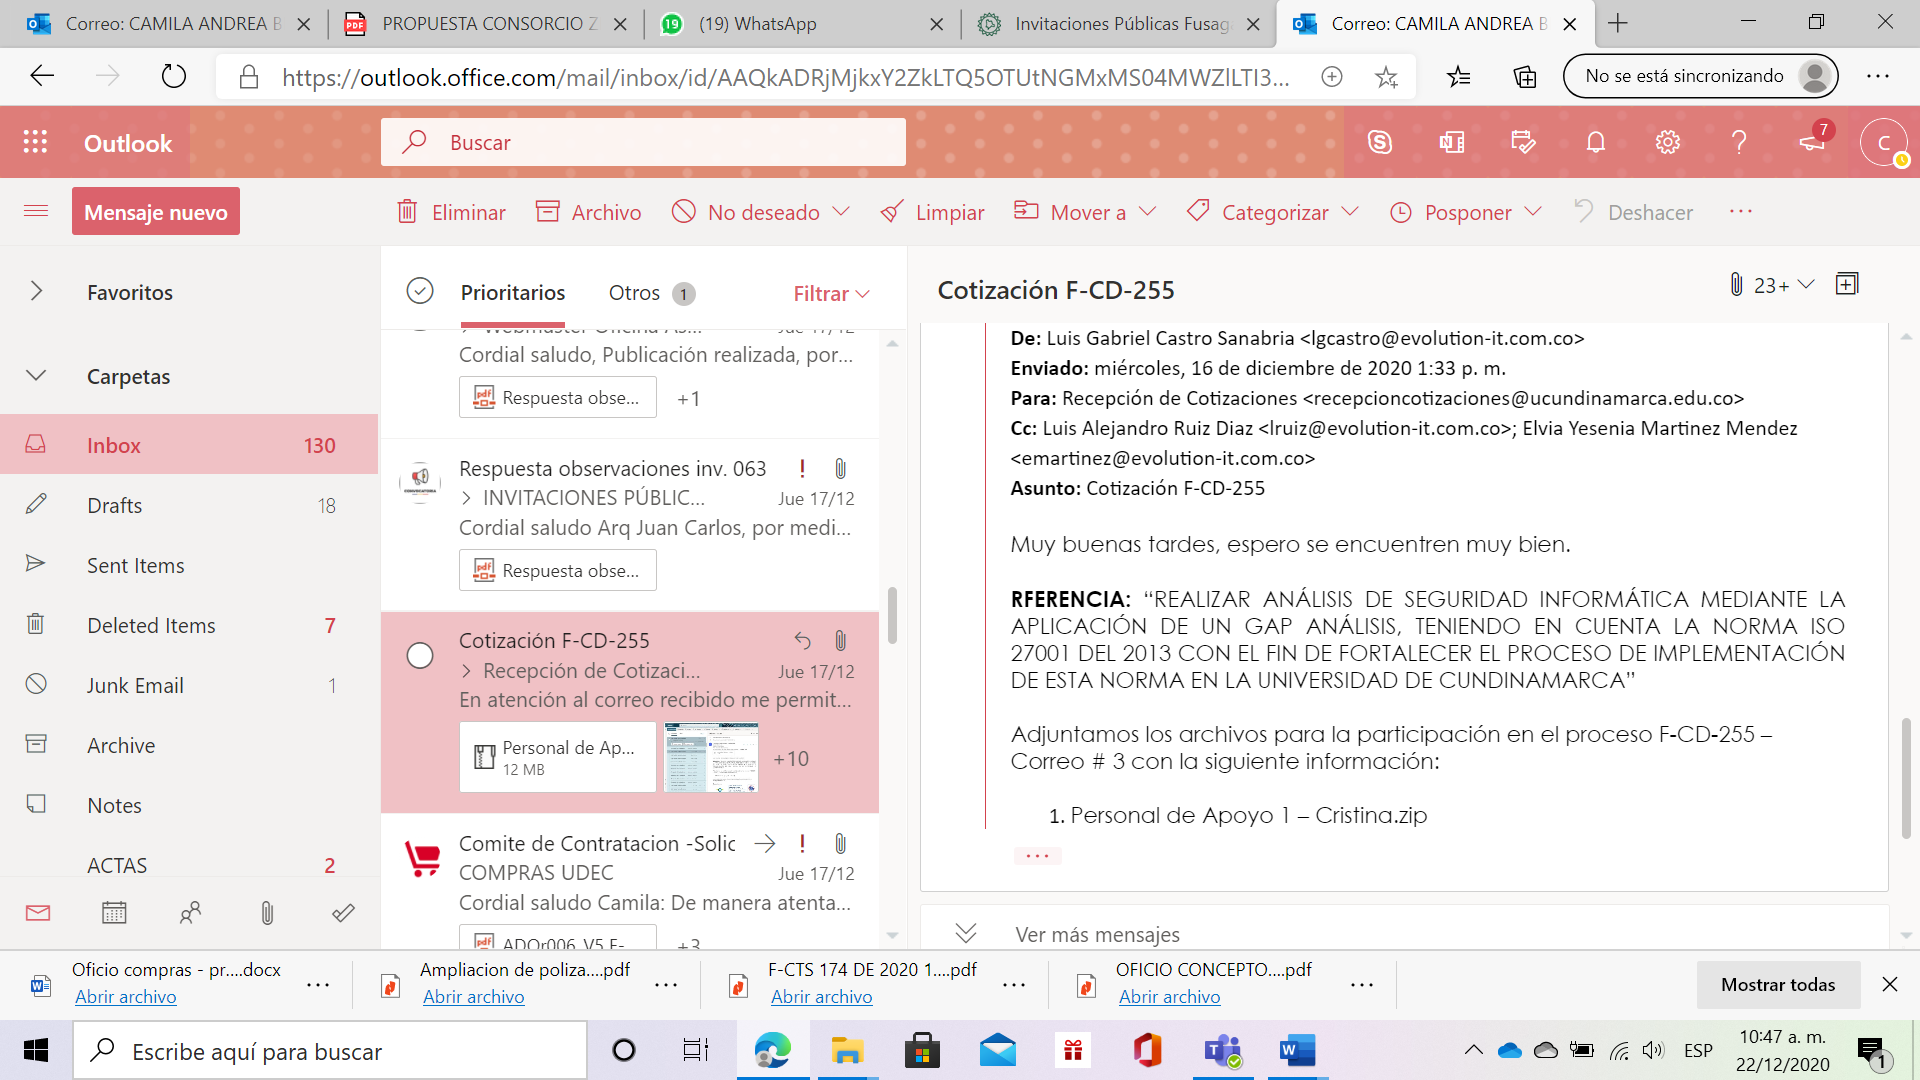 Correo: CAMILA ANDREA B
PROPUESTA CONSORCIO Z
(19) WhatsApp
Invitaciones Públicas Fusag
Correo: CAMILA ANDREA B
https://outlook.office.com/mail/inbox/id/AAQkADRjMjkxY2ZkLTQ5OTUtNGMxMS04MWZlLTI3...
No se está sincronizando
Outlook
Buscar
7
C
Mensaje nuevo
Eliminar
Archivo
No deseado
Limpiar
Mover a
Categorizar
Posponer
Deshacer
Favoritos
Carpetas
Inbox 130
Drafts 18
Sent Items
Deleted Items 7
Junk Email 1
Archive
Notes
ACTAS 2
Prioritarios
Otros 1
Filtrar
Jue 17/12
Cordial saludo, Publicación realizada, por...
Respuesta obse... +1
Respuesta observaciones inv. 063
INVITACIONES PÚBLIC... Jue 17/12
Cordial saludo Arq Juan Carlos, por medi...
Respuesta obse...
Cotización F-CD-255
Recepción de Cotizaci... Jue 17/12
En atención al correo recibido me permit...
Personal de Ap...
12 MB
+10
Comite de Contratacion -Solic
COMPRAS UDEC Jue 17/12
Cordial saludo Camila: De manera atenta...
+3
Cotización F-CD-255
23+
De: Luis Gabriel Castro Sanabria <lgcastro@evolution-it.com.co>
Enviado: miércoles, 16 de diciembre de 2020 1:33 p. m.
Para: Recepción de Cotizaciones <recepcioncotizaciones@ucundinamarca.edu.co>
Cc: Luis Alejandro Ruiz Diaz <lruiz@evolution-it.com.co>; Elvia Yesenia Martinez Mendez
<emartinez@evolution-it.com.co>
Asunto: Cotización F-CD-255
Muy buenas tardes, espero se encuentren muy bien.
RFERENCIA: “REALIZAR ANÁLISIS DE SEGURIDAD INFORMÁTICA MEDIANTE LA
APLICACIÓN DE UN GAP ANÁLISIS, TENIENDO EN CUENTA LA NORMA ISO
27001 DEL 2013 CON EL FIN DE FORTALECER EL PROCESO DE IMPLEMENTACIÓN
DE ESTA NORMA EN LA UNIVERSIDAD DE CUNDINAMARCA”
Adjuntamos los archivos para la participación en el proceso F-CD-255 –
Correo # 3 con la siguiente información:
1. Personal de Apoyo 1 – Cristina.zip
Ver más mensajes
Oficio compras - pr....docx
Abrir archivo
Ampliacion de poliza....pdf
Abrir archivo
F-CTS 174 DE 2020 1....pdf
Abrir archivo
OFICIO CONCEPTO....pdf
Abrir archivo
Mostrar todas
Escribe aquí para buscar
ESP
10:47 a. m.
22/12/2020
1